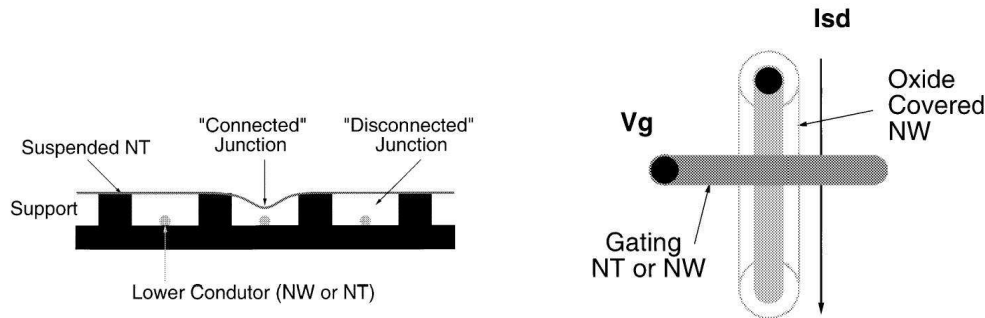 "Connected"
Junction
"Disconnected"
Junction
Suspended NT
Support
Lower Condutor (NW or NT)
Isd
Oxide
Covered
NW
Vg
Gating
NT or NW